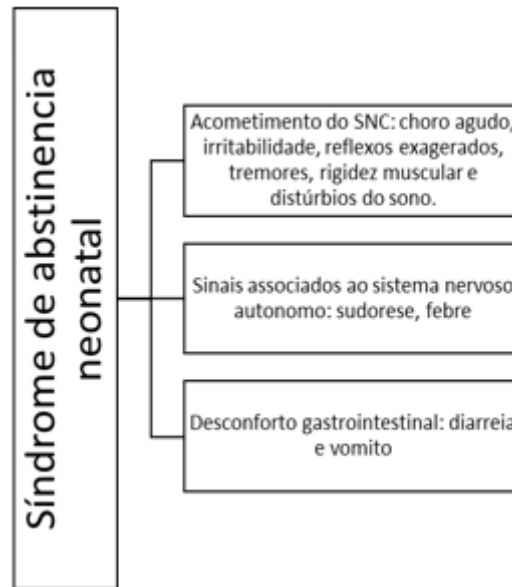 Síndrome de abstinencia
neonatal
Acometimento do SNC: choro agudo,
irritabilidade, reflexos exagerados,
tremores, rigidez muscular e
distúrbios do sono.
Sinais associados ao sistema nervoso
autonomo: sudorese, febre
Desconforto gastrointestinal: diarreia
e vomito